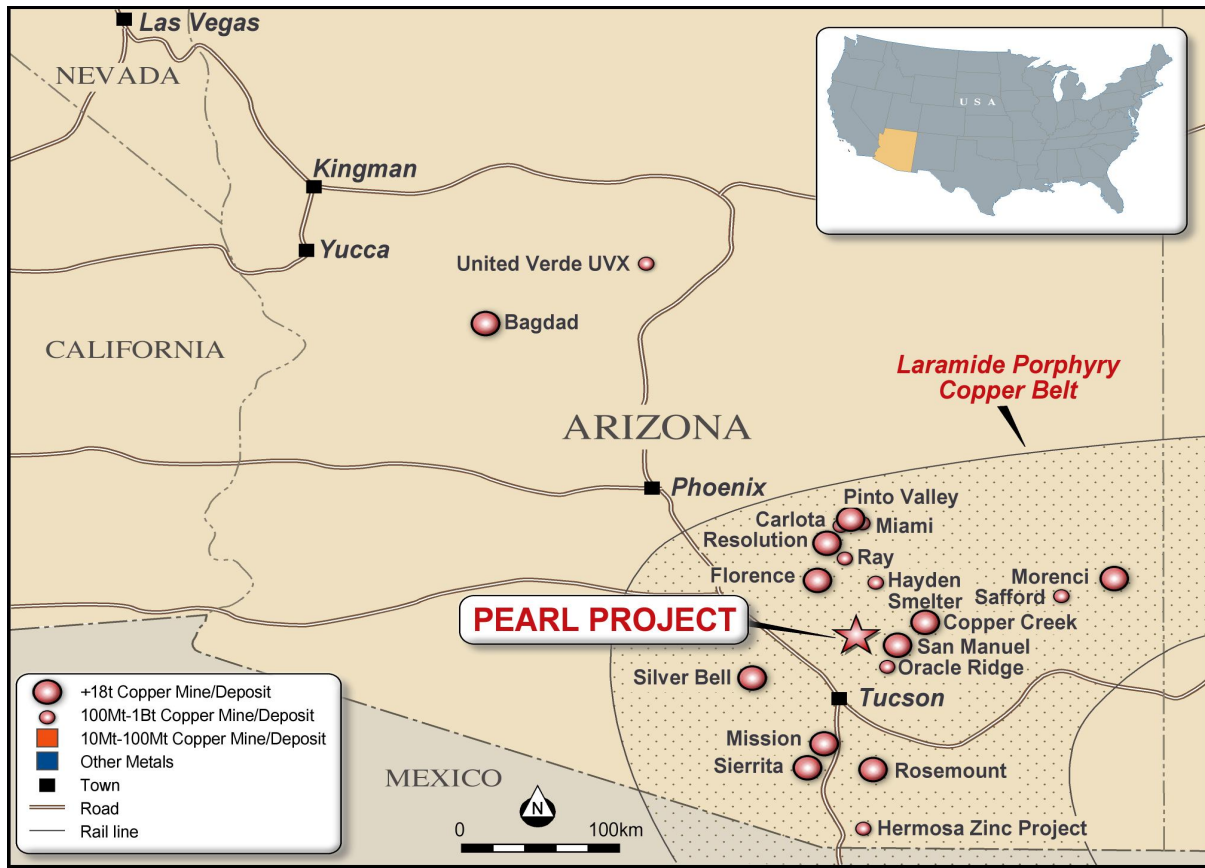 Las Vegas
NEVADA
USA
Kingman
Yucca
United Verde UVX
Bagdad
CALIFORNIA
Laramide Porphyry
Copper Belt
ARIZONA
Phoenix
Pinto Valley
Carlota
Miami
Resolution
Ray
Florence
Hayden
Smelter
Morenci
Safford
PEARL PROJECT
Copper Creek
San Manuel
Oracle Ridge
Silver Bell
Tucson
Mission
Sierrita
Rosemount
MEXICO
Hermosa Zinc Project
+18t Copper Mine/Deposit
100Mt-1Bt Copper Mine/Deposit
10Mt-100Mt Copper Mine/Deposit
Other Metals
Town
Road
Rail line
N
0 100km